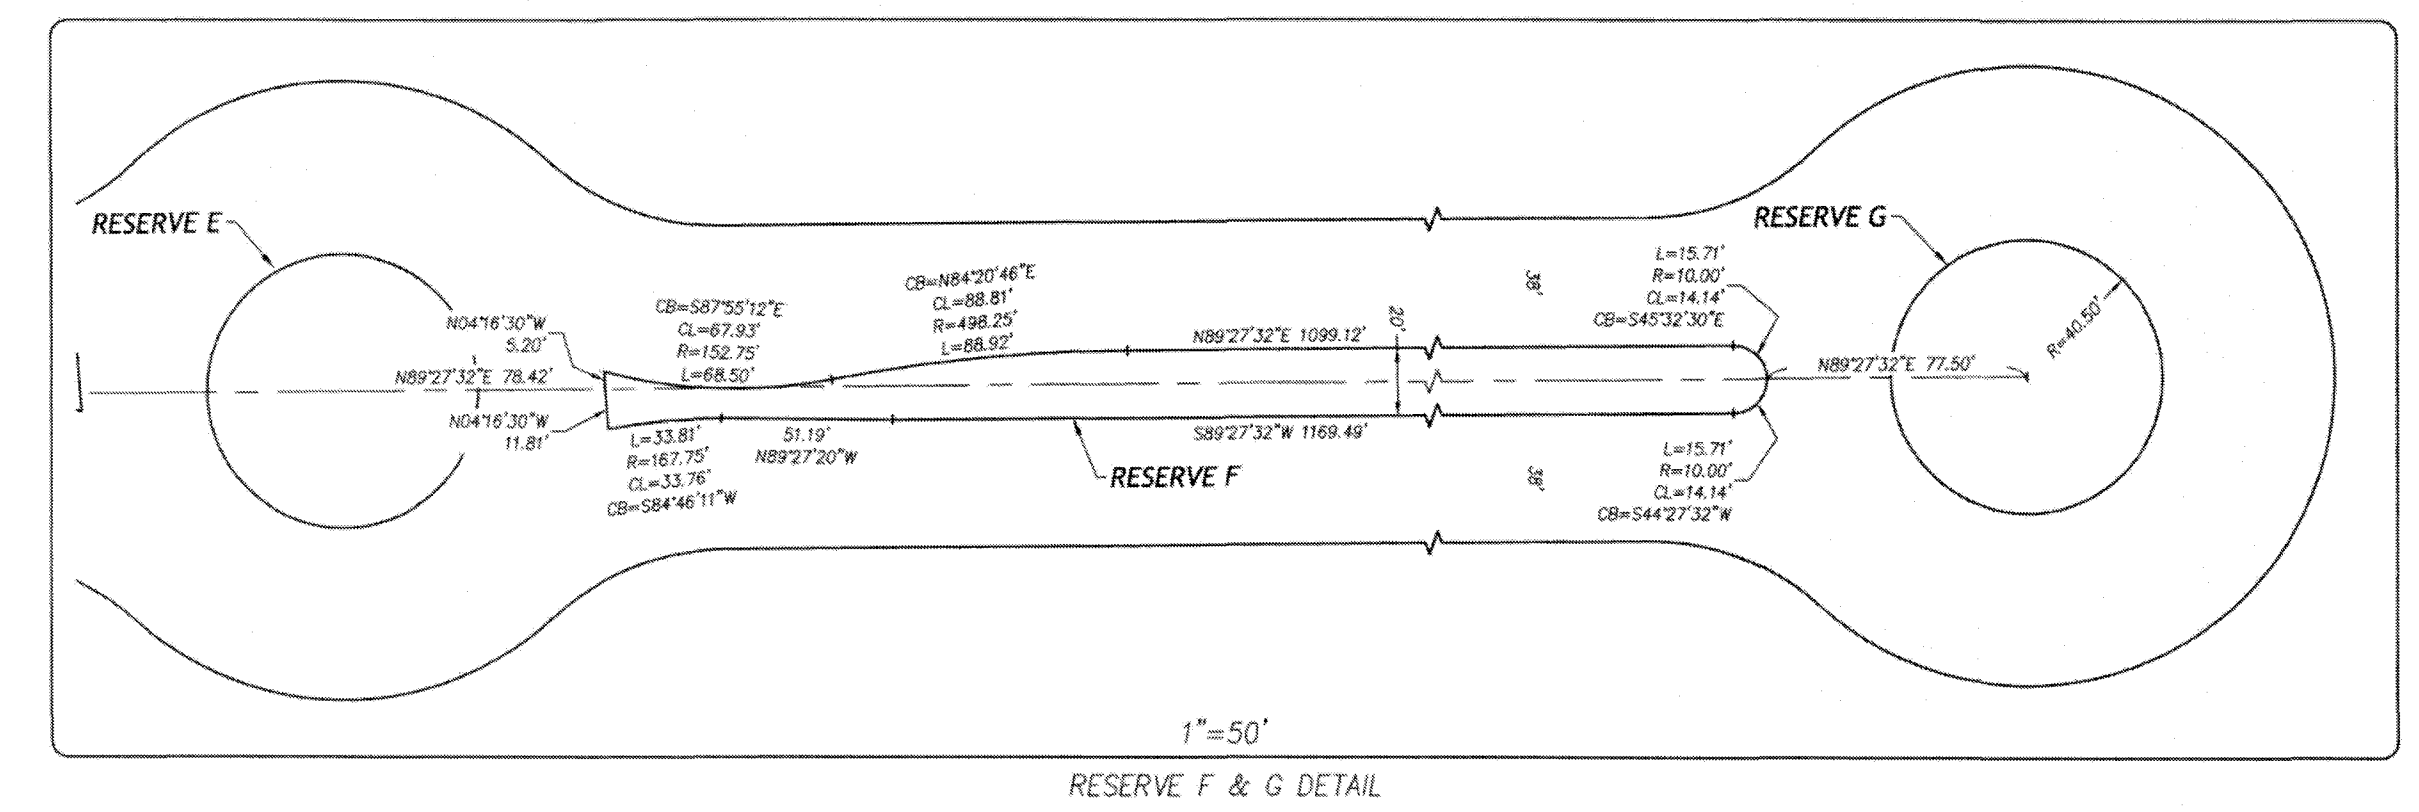 RESERVE E
N04°16'30"W
5.20'
N89°27'32"E 78.42'
N04°16'30"W
11.81'
CB=S87°55'12"E
CL=67.93'
R=152.75'
L=68.50'
CB=N84°20'46"E
CL=88.81'
R=498.25'
L=88.92'
L=33.81'
R=167.75'
CL=33.76'
CB=S84°46'11"W
51.19'
N89°27'20"W
N89°27'32"E 1099.12'
20'
S89°27'32"W 1169.49'
RESERVE F
38'
38'
L=15.71'
R=10.00'
CL=14.14'
CB=S45°32'30"E
L=15.71'
R=10.00'
CL=14.14'
CB=S44°27'32"W
RESERVE G
N89°27'32"E 77.50'
R=40.50'
1"=50'
RESERVE F & G DETAIL